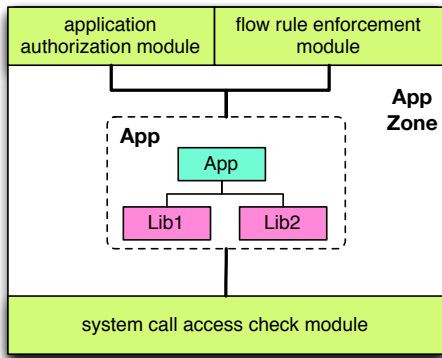 application
authorization module
flow rule enforcement
module
App
Zone
App
App
Lib1
Lib2
system call access check module